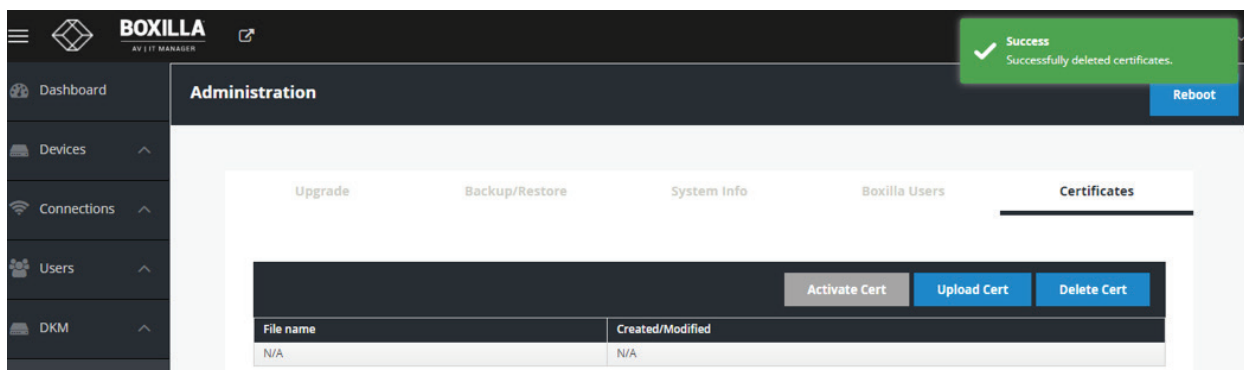 BOXILLA
AV | IT MANAGER
Success
Successfully deleted certificates.
Dashboard
Administration
Reboot
Devices
Upgrade Backup/Restore System Info Boxilla Users Certificates
Connections
Users
Activate Cert Upload Cert Delete Cert
DKM
File name Created/Modified
N/A N/A